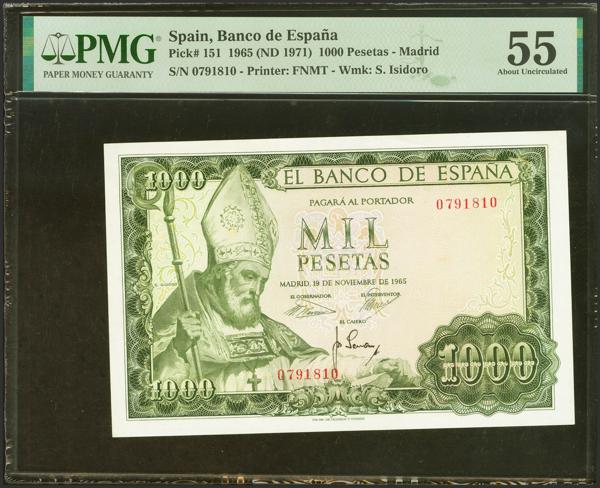 PMG
PAPER MONEY GUARANTY
Spain, Banco de España
Pick# 151 1965 (ND 1971) 1000 Pesetas - Madrid
S/N 0791810 - Printer: FNMT - Wmk: S. Isidoro
55
About Uncirculated
1000
EL BANCO DE ESPAÑA
PAGARÁ AL PORTADOR
0791810
MIL
PESETAS
MADRID, 19 DE NOVIEMBRE DE 1965
EL GOBERNADOR
EL INTERVENTOR
EL CAJERO
S. ISIDORO
0791810
1000
1000